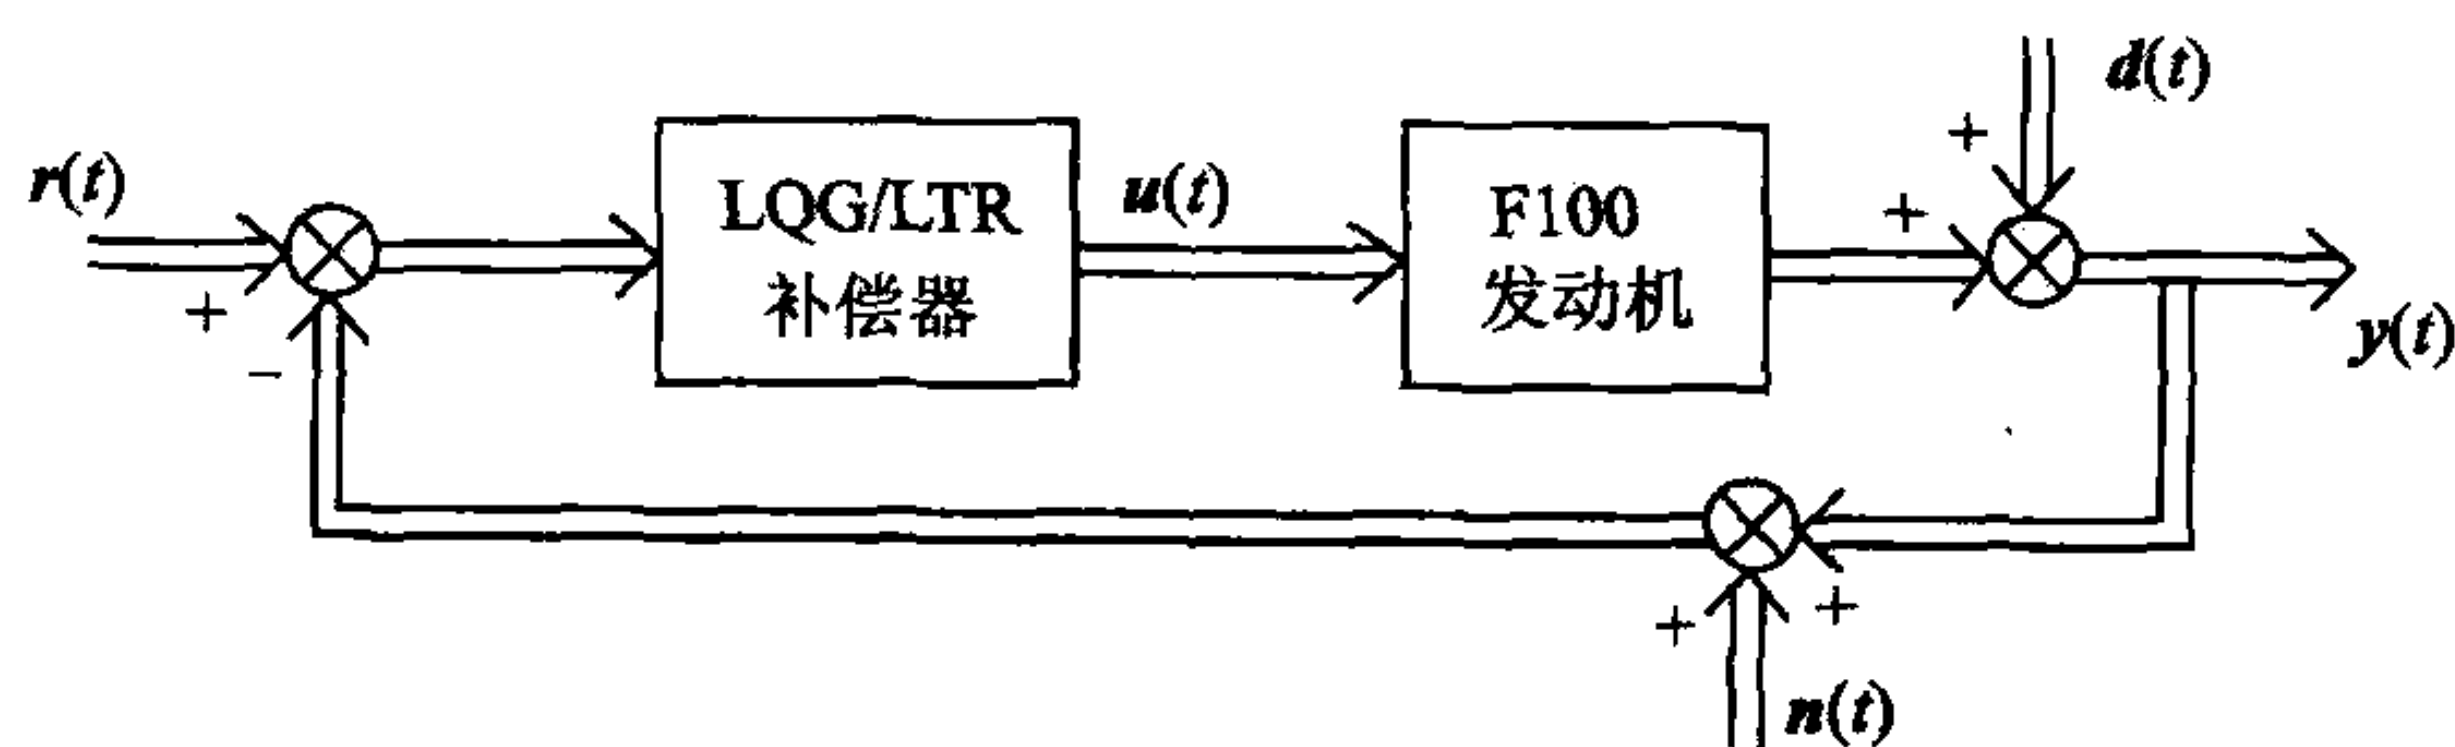 d(t)
+
r(t)
LQG/LTR
补偿器
u(t)
F100
发动机
+
+
−
y(t)
+
+
n(t)